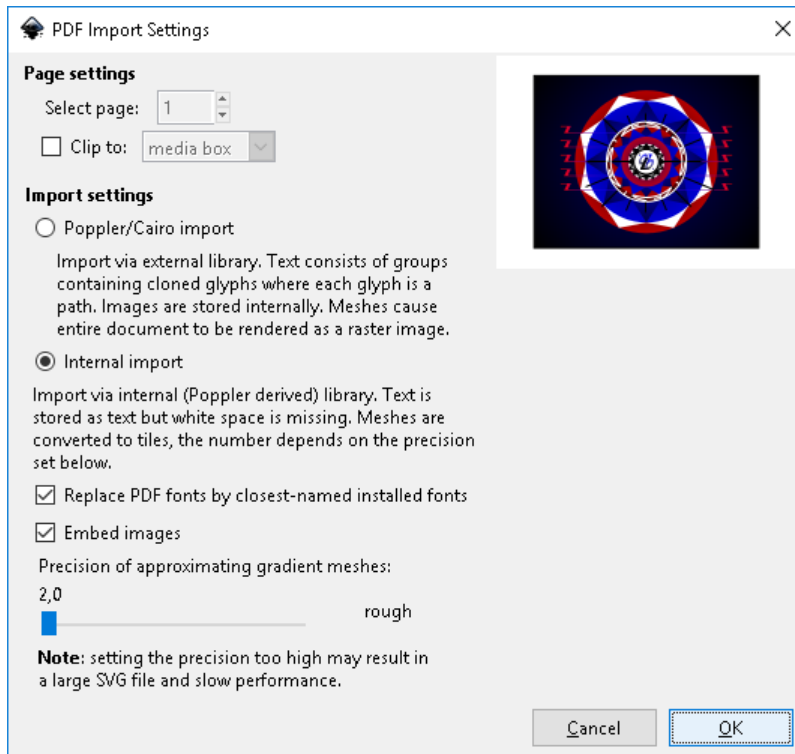 PDF Import Settings
Page settings
Select page: 1
Clip to: media box
Import settings
Poppler/Cairo import
Import via external library. Text consists of groups
containing cloned glyphs where each glyph is a
path. Images are stored internally. Meshes cause
entire document to be rendered as a raster image.
Internal import
Import via internal (Poppler derived) library. Text is
stored as text but white space is missing. Meshes are
converted to tiles, the number depends on the precision
set below.
Replace PDF fonts by closest-named installed fonts
Embed images
Precision of approximating gradient meshes:
2,0
rough
Note: setting the precision too high may result in
a large SVG file and slow performance.
Cancel OK